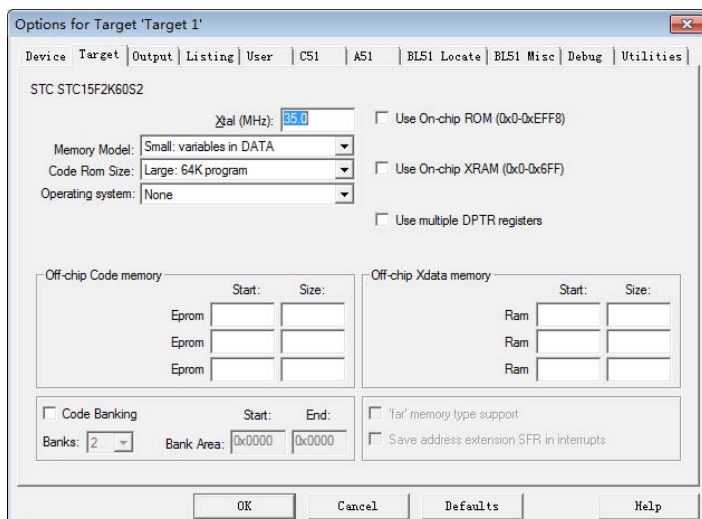 Options for Target 'Target 1'
Device Target Output Listing User C51 A51 BL51 Locate BL51 Misc Debug Utilities
STC STC15F2K60S2
Xtal (MHz): 35.0
Use On-chip ROM (0x0-0xEFF8)
Memory Model: Small: variables in DATA
Code Rom Size: Large: 64K program
Use On-chip XRAM (0x0-0x6FF)
Operating system: None
Use multiple DPTR registers
Off-chip Code memory
Start: Size:
Eprom
Eprom
Eprom
Off-chip Xdata memory
Start: Size:
Ram
Ram
Ram
Code Banking Start: End:
Banks: 2 Bank Area: 0x0000 0x0000
'far' memory type support
Save address extension SFR in interrupts
OK Cancel Defaults Help